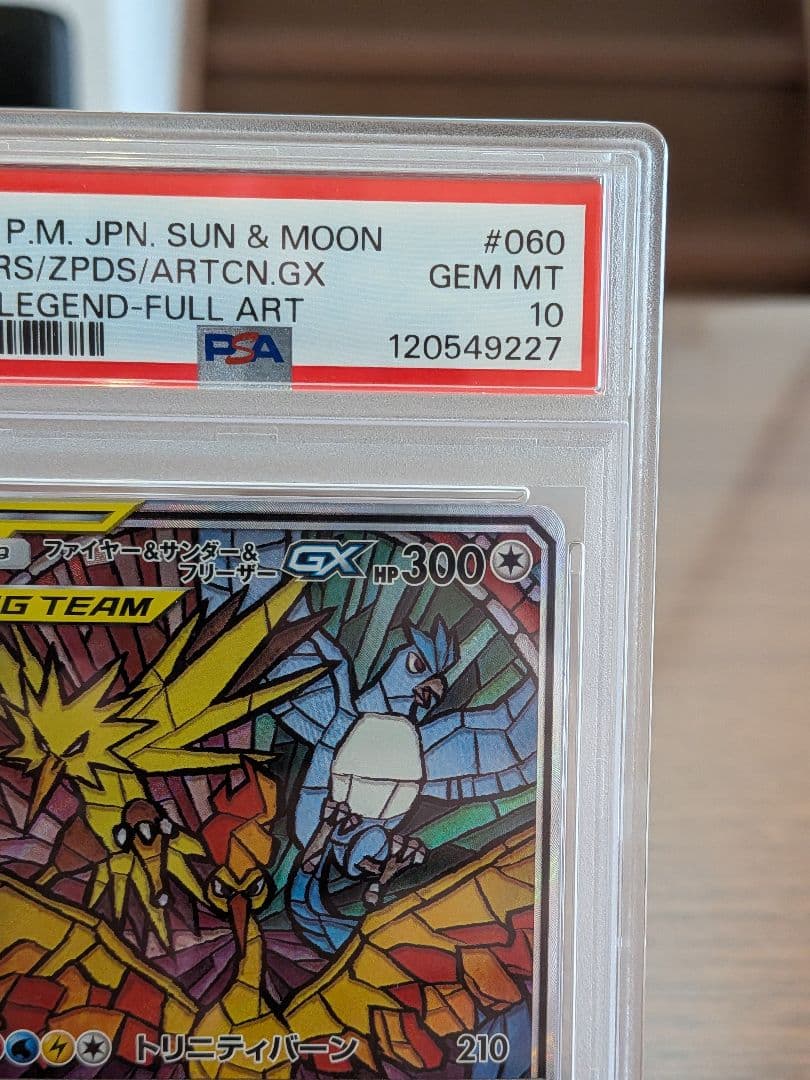 P.M. JPN. SUN & MOON #060
RS/ZPDS/ARTCN.GX GEM MT
LEGEND-FULL ART 10
PSA 120549227
ファイヤー&サンダー&
フリーザー GX HP300
G TEAM
トリニティバーン 210